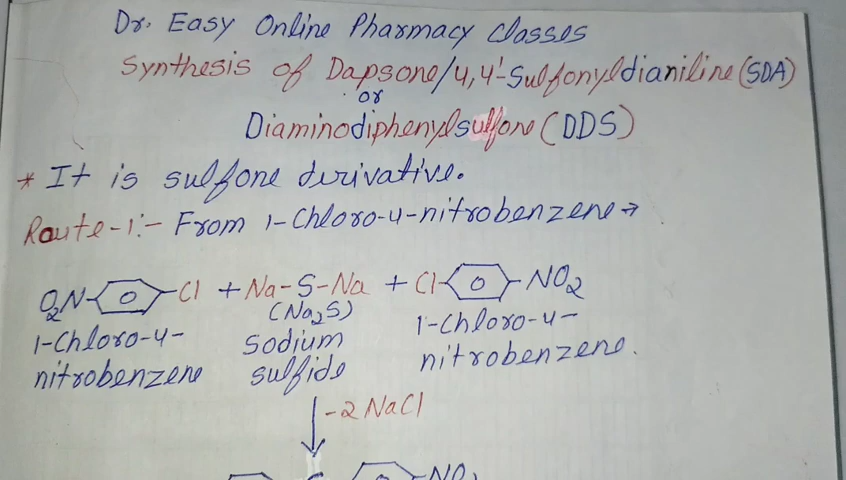 Dr. Easy Online Pharmacy Classes
Synthesis of Dapsone/4,4'-Sulfonyldianiline(SDA)
or
Diaminodiphenylsulfone(DDS)
* It is sulfone derivative.
Route-1:- From 1-Chloro-4-nitrobenzene→
O2N Cl + Na-S-Na + Cl NO2
(Na2S)
1-Chloro-4- sodium 1-Chloro-4-
nitrobenzene sulfide nitrobenzene.
-2NaCl
S NO2